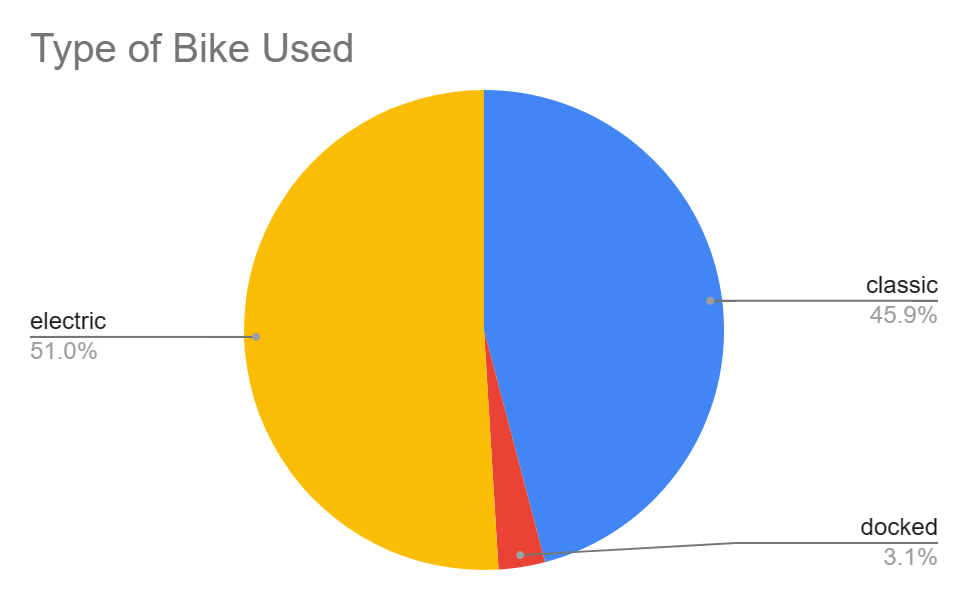 Type of Bike Used
classic
45.9%
electric
51.0%
docked
3.1%